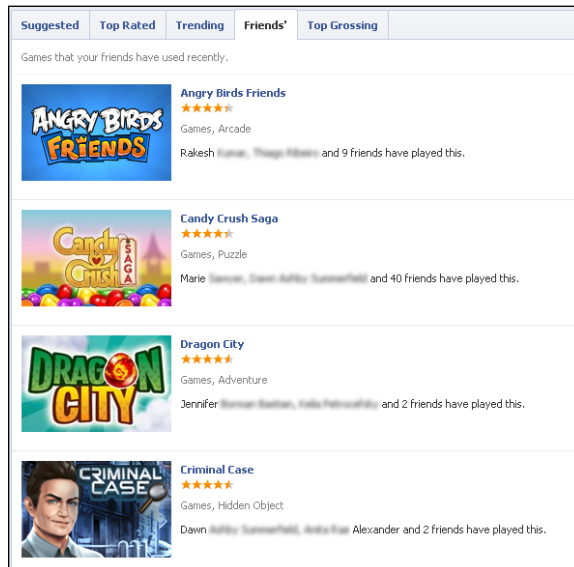 Suggested Top Rated Trending Friends' Top Grossing
Games that your friends have used recently.
ANGRY BIRDS
FRIENDS
Angry Birds Friends
Games, Arcade
Rakesh and 9 friends have played this.
Candy
Crush
SAGA
Candy Crush Saga
Games, Puzzle
Marie and 40 friends have played this.
DRAGON
CITY
Dragon City
Games, Adventure
Jennifer and 2 friends have played this.
CRIMINAL
CASE
Criminal Case
Games, Hidden Object
Dawn Alexander and 2 friends have played this.